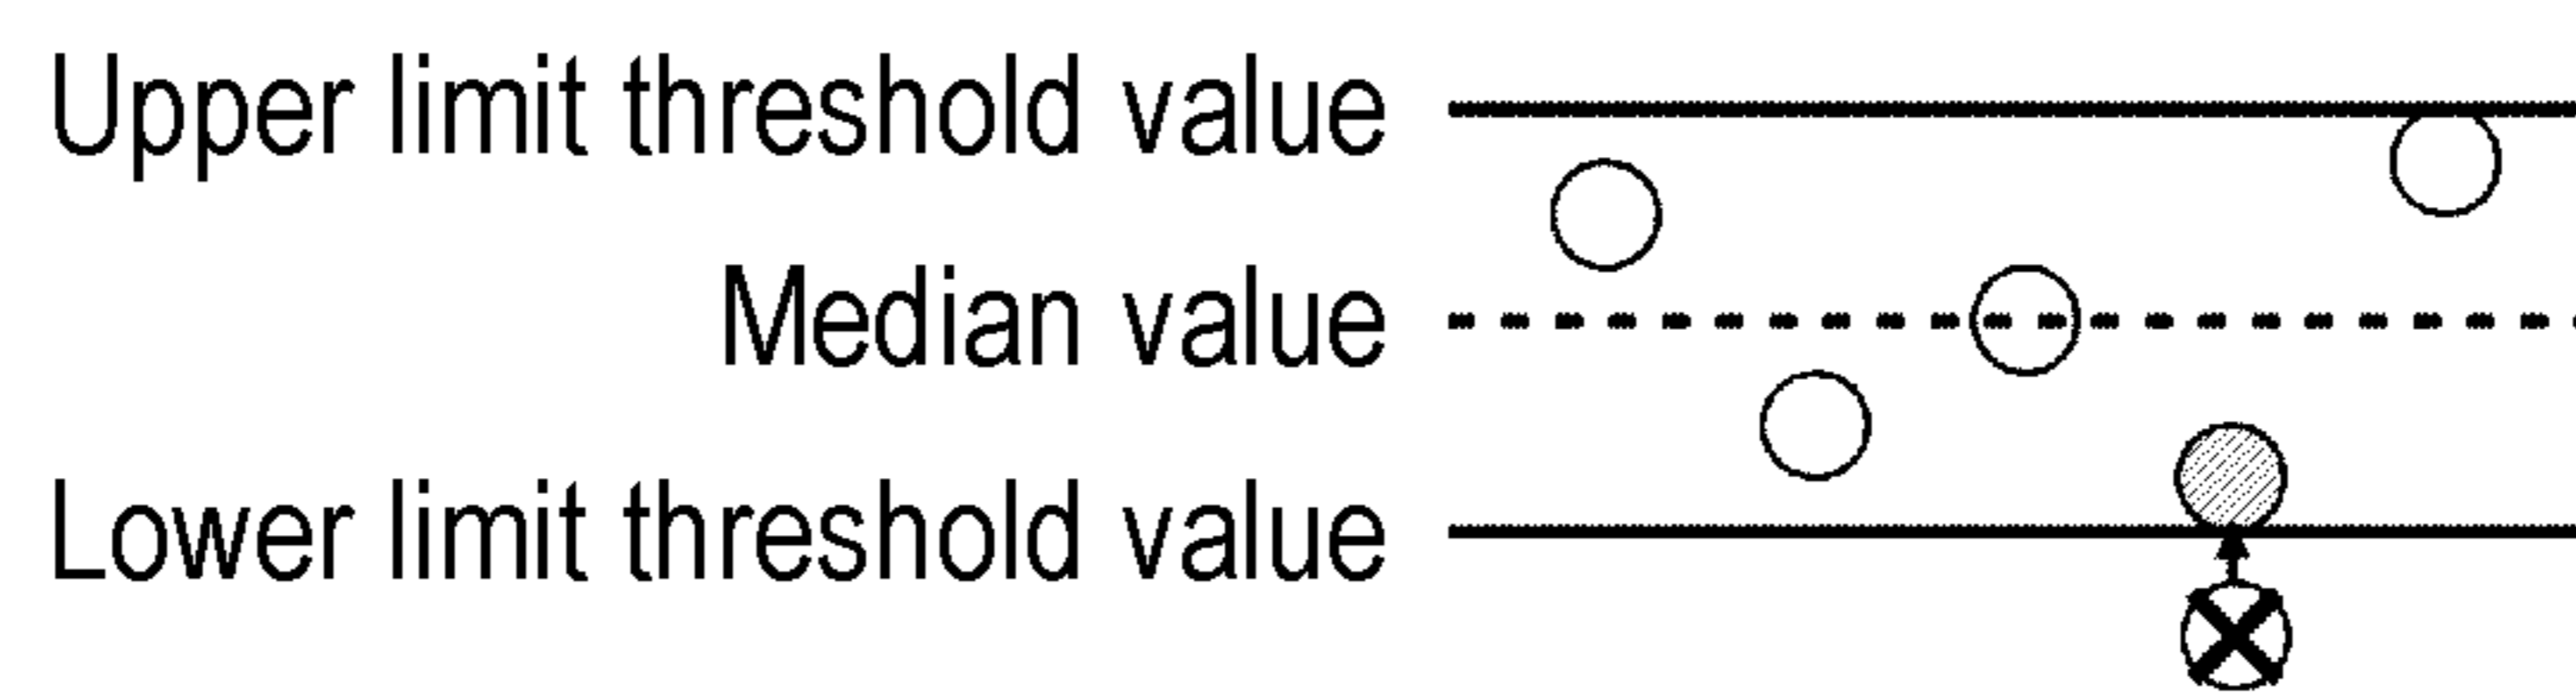 Upper limit threshold value
Median value
Lower limit threshold value